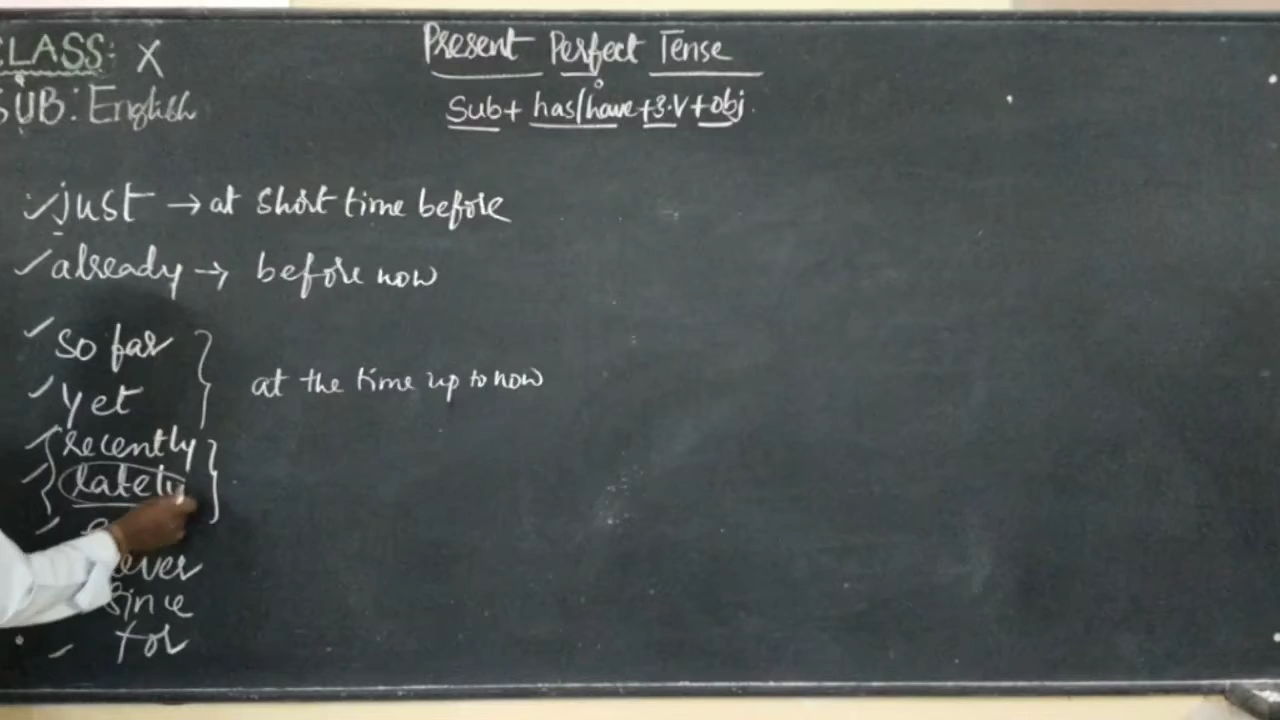 CLASS: X
SUB: English
Present Perfect Tense
Sub + has/have + 3.V + obj.
just → at short time before
already → before now
so far
yet
at the time up to now
recently
lately
since
for